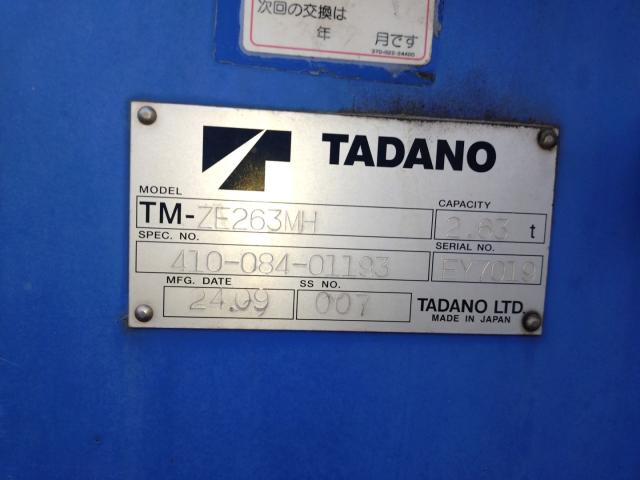 次回の交換は
年 月です
TADANO
MODEL
TM-ZE263MH
CAPACITY
2.63 t
SPEC. NO.
410-084-01193
SERIAL NO.
FY7019
MFG. DATE
24.09
SS NO.
007
TADANO LTD.
MADE IN JAPAN